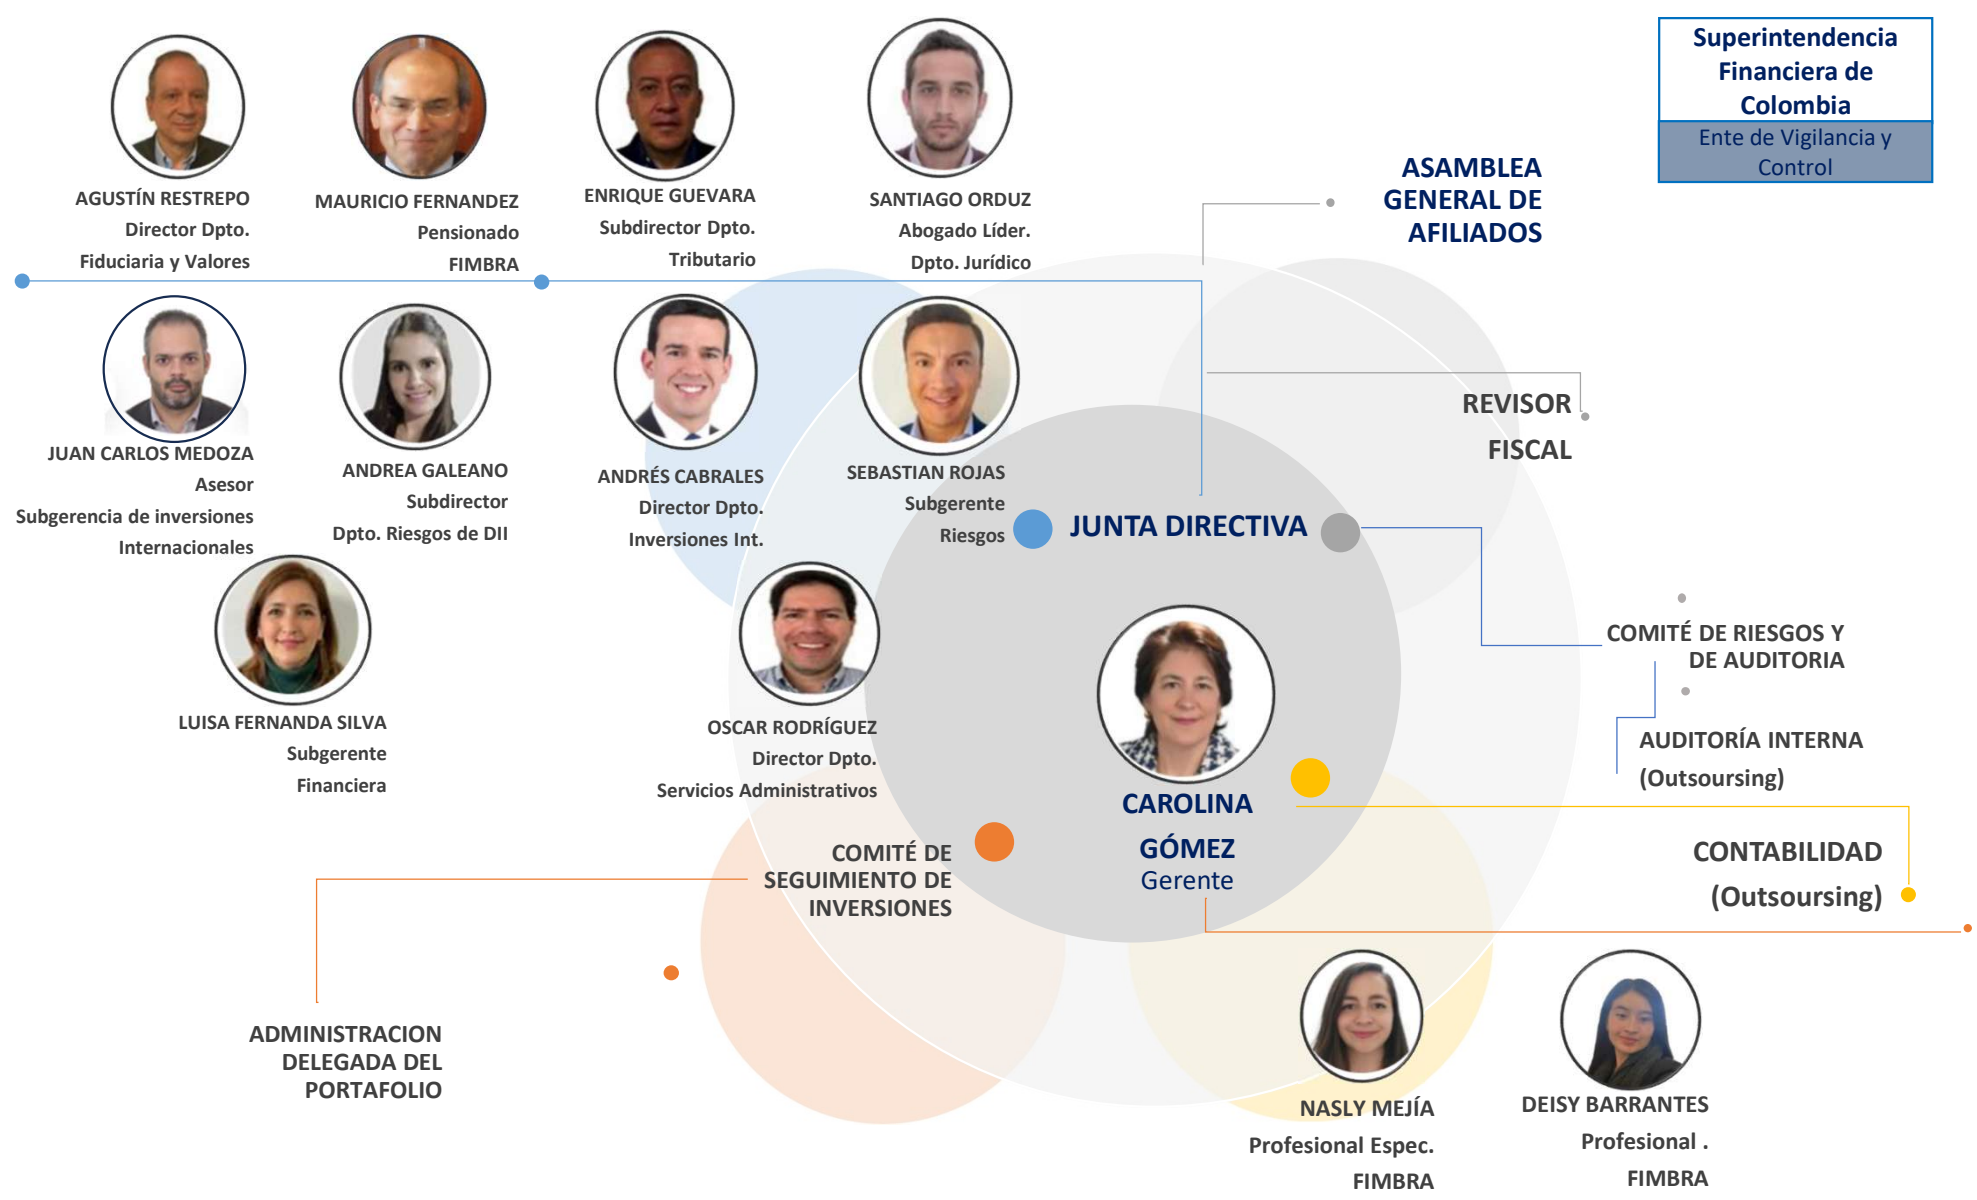 Superintendencia
Financiera de
Colombia
Ente de Vigilancia y
Control
AGUSTÍN RESTREPO
Director Dpto.
Fiduciaria y Valores
MAURICIO FERNANDEZ
Pensionado
FIMBRA
ENRIQUE GUEVARA
Subdirector Dpto.
Tributario
SANTIAGO ORDUZ
Abogado Líder.
Dpto. Jurídico
ASAMBLEA
GENERAL DE
AFILIADOS
JUAN CARLOS MEDOZA
Asesor
Subgerencia de inversiones
Internacionales
ANDREA GALEANO
Subdirector
Dpto. Riesgos de DII
ANDRÉS CABRALES
Director Dpto.
Inversiones Int.
SEBASTIAN ROJAS
Subgerente
Riesgos
REVISOR
FISCAL
JUNTA DIRECTIVA
COMITÉ DE RIESGOS Y
DE AUDITORIA
AUDITORÍA INTERNA
(Outsoursing)
LUISA FERNANDA SILVA
Subgerente
Financiera
OSCAR RODRÍGUEZ
Director Dpto.
Servicios Administrativos
CAROLINA
GÓMEZ
Gerente
COMITÉ DE
SEGUIMIENTO DE
INVERSIONES
CONTABILIDAD
(Outsoursing)
ADMINISTRACION
DELEGADA DEL
PORTAFOLIO
NASLY MEJÍA
Profesional Espec.
FIMBRA
DEISY BARRANTES
Profesional .
FIMBRA